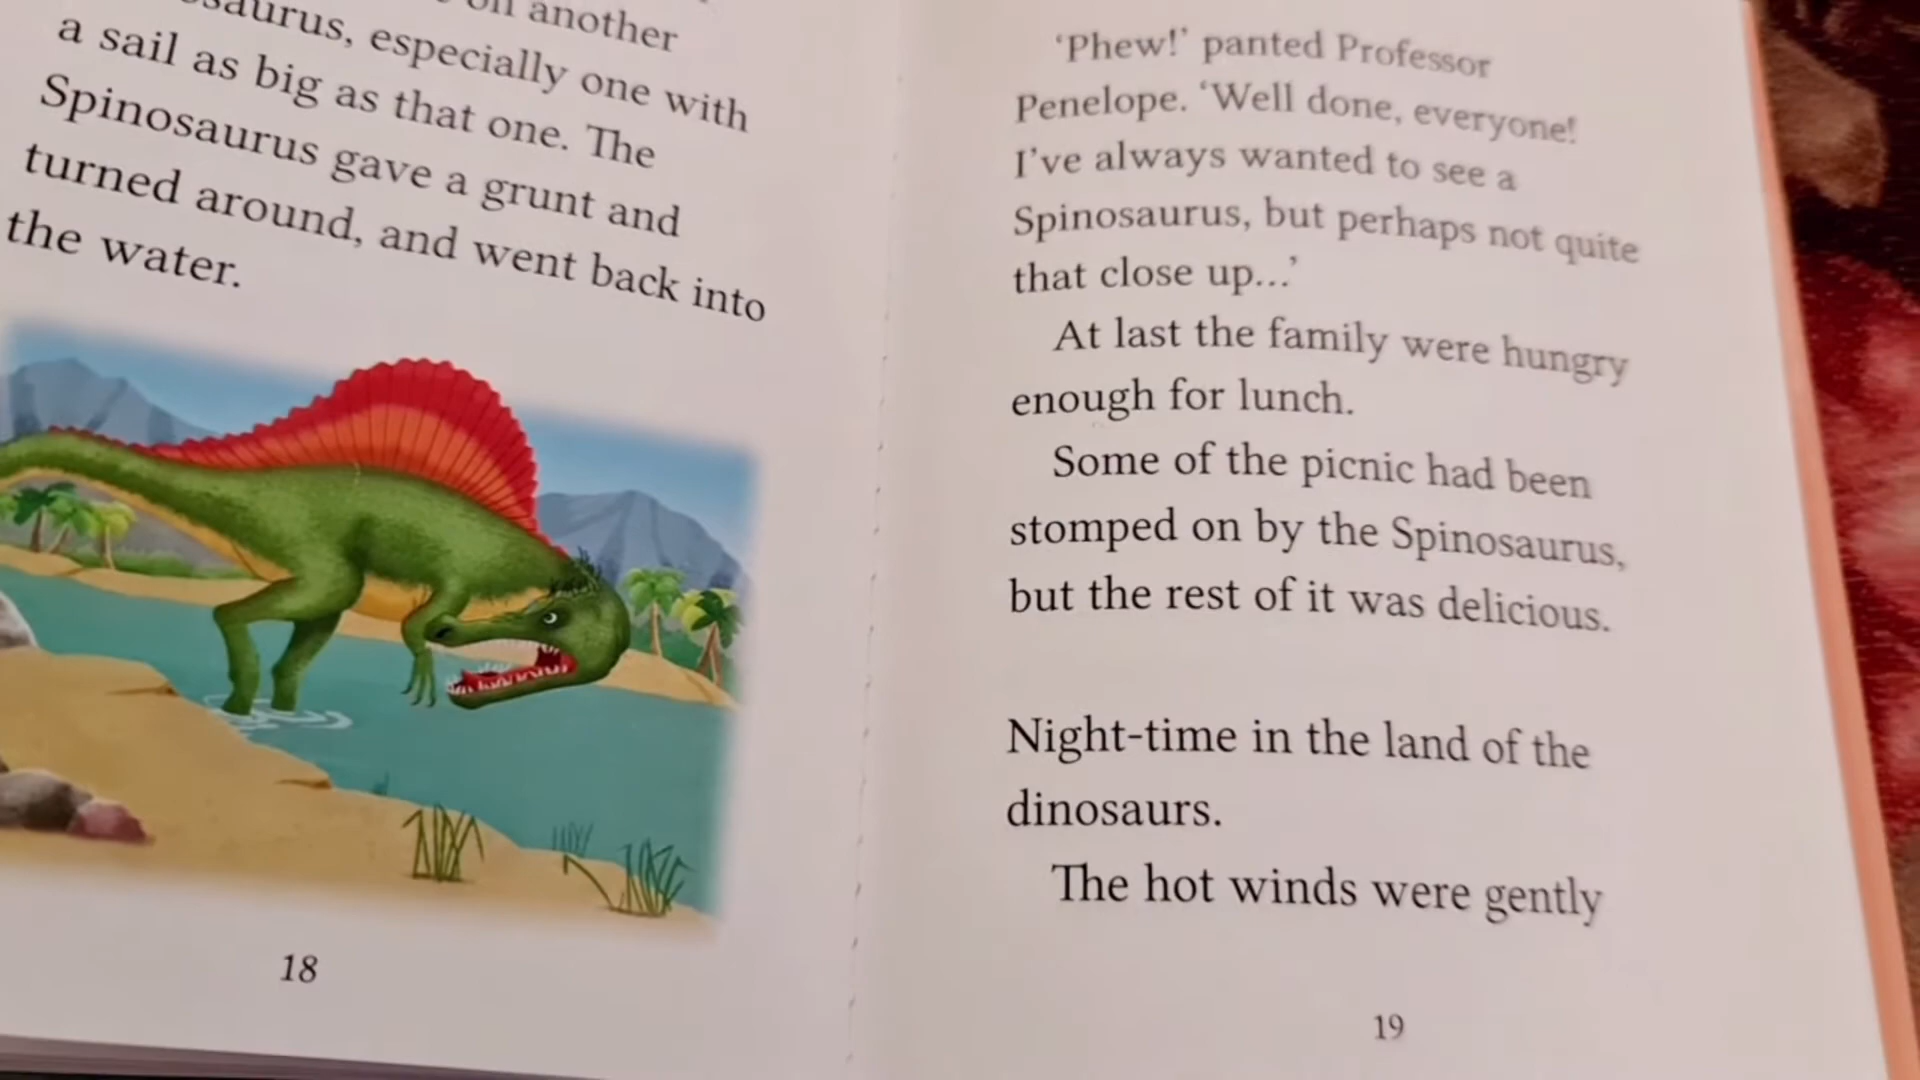 on another
saurus, especially one with
a sail as big as that one. The
Spinosaurus gave a grunt and
turned around, and went back into
the water.
18
‘Phew!’ panted Professor
Penelope. ‘Well done, everyone!
I’ve always wanted to see a
Spinosaurus, but perhaps not quite
that close up...’
At last the family were hungry
enough for lunch.
Some of the picnic had been
stomped on by the Spinosaurus,
but the rest of it was delicious.
Night-time in the land of the
dinosaurs.
The hot winds were gently
19